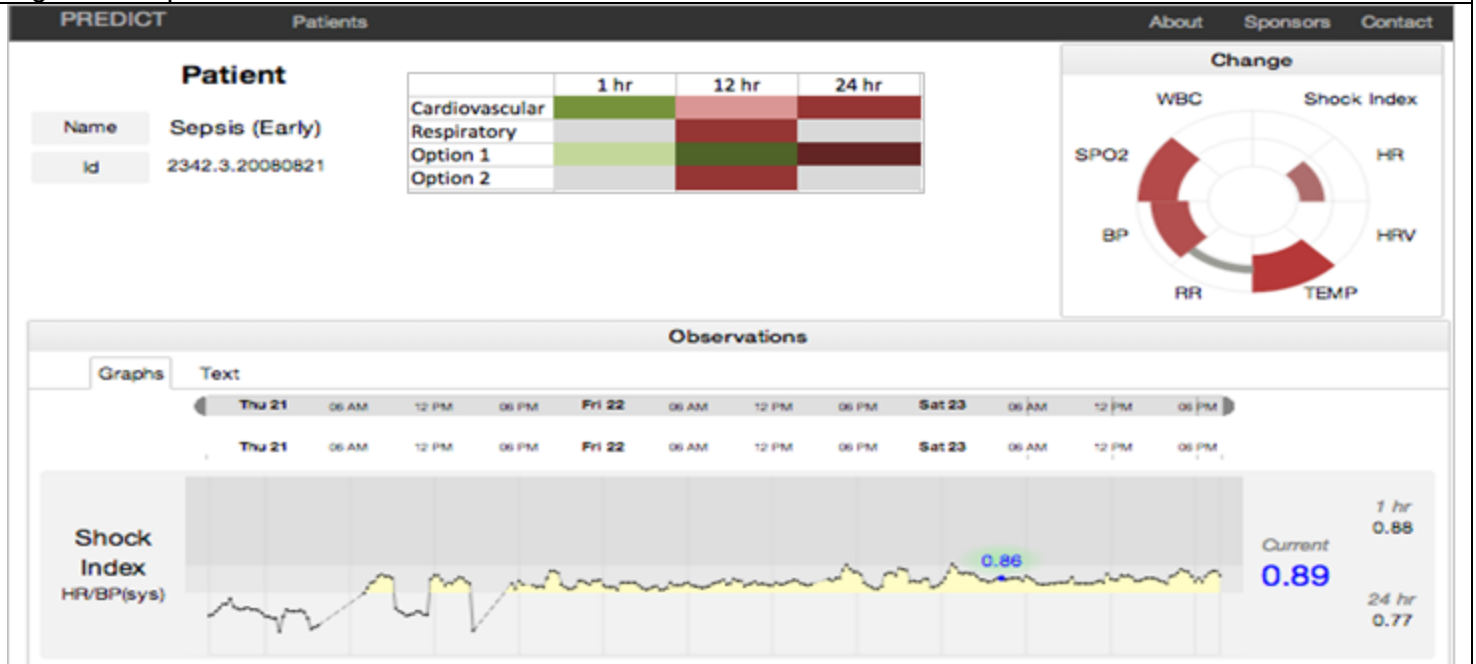 PREDICT Patients About Sponsors Contact
Patient
Name Sepsis (Early)
Id 2342.3.20080821
1 hr 12 hr 24 hr
Cardiovascular
Respiratory
Option 1
Option 2
Change
WBC Shock Index
SPO2 HR
BP HRV
RR TEMP
Observations
Graphs Text
Thu 21 06 AM 12 PM 06 PM Fri 22 06 AM 12 PM 06 PM Sat 23 06 AM 12 PM 06 PM
Thu 21 06 AM 12 PM 06 PM Fri 22 06 AM 12 PM 06 PM Sat 23 06 AM 12 PM 06 PM
Shock
Index
HR/BP(sys)
0.86
Current
0.89
1 hr
0.88
24 hr
0.77